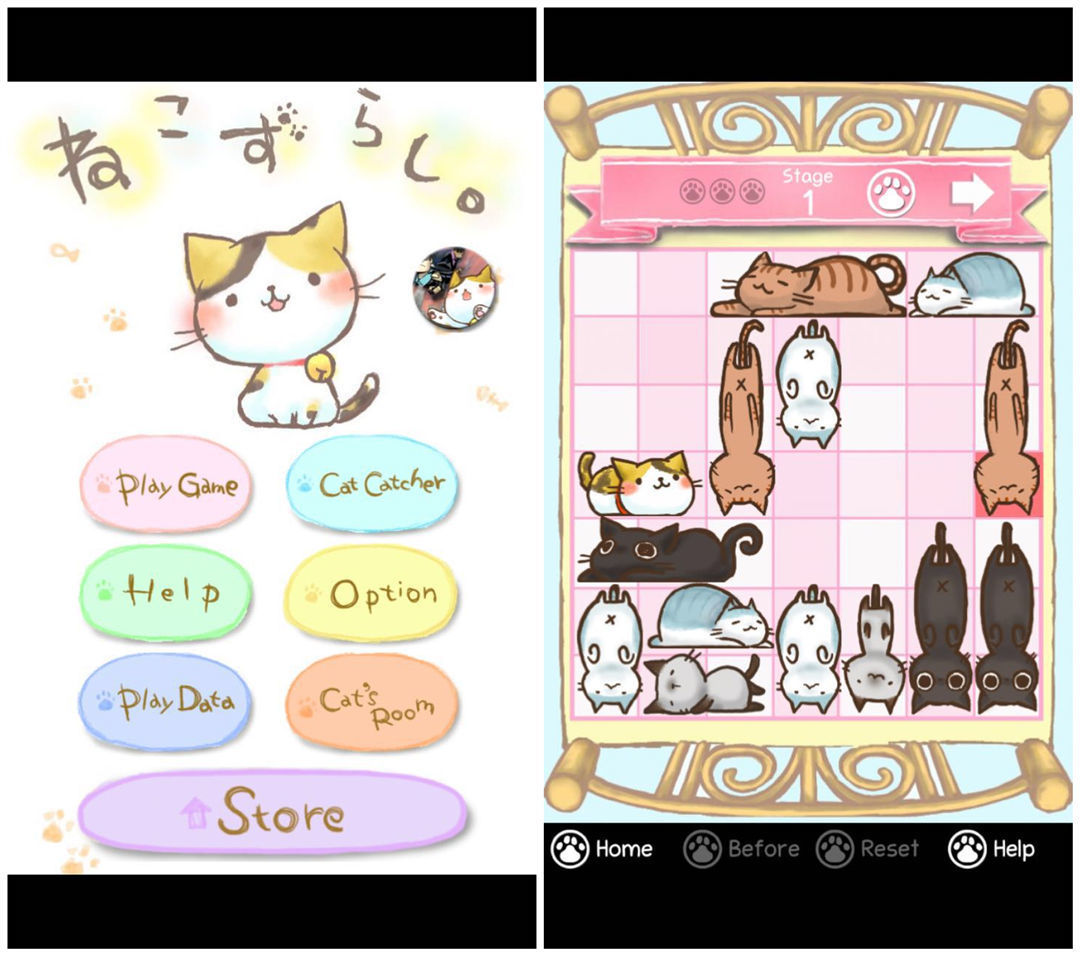 ねこずらし。
Play Game
Cat Catcher
Help
Option
Play Data
Cat's
Room
Store
Stage
1
Home
Before
Reset
Help